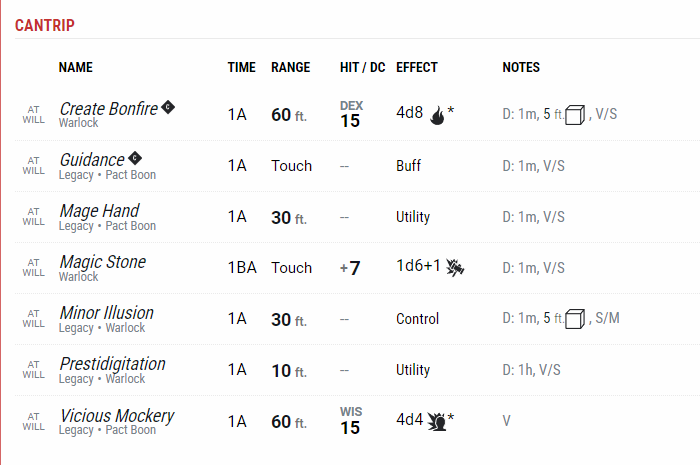 CANTRIP
NAME TIME RANGE HIT / DC EFFECT NOTES
AT WILL Create Bonfire C 1A 60 ft. DEX 15 4d8 * D: 1m, 5 ft. , V/S
Warlock
AT WILL Guidance C 1A Touch -- Buff D: 1m, V/S
Legacy • Pact Boon
AT WILL Mage Hand 1A 30 ft. -- Utility D: 1m, V/S
Legacy • Pact Boon
AT WILL Magic Stone 1BA Touch +7 1d6+1 D: 1m, V/S
Warlock
AT WILL Minor Illusion 1A 30 ft. -- Control D: 1m, 5 ft. , S/M
Legacy • Warlock
AT WILL Prestidigitation 1A 10 ft. -- Utility D: 1h, V/S
Legacy • Warlock
AT WILL Vicious Mockery 1A 60 ft. WIS 15 4d4 * V
Legacy • Pact Boon